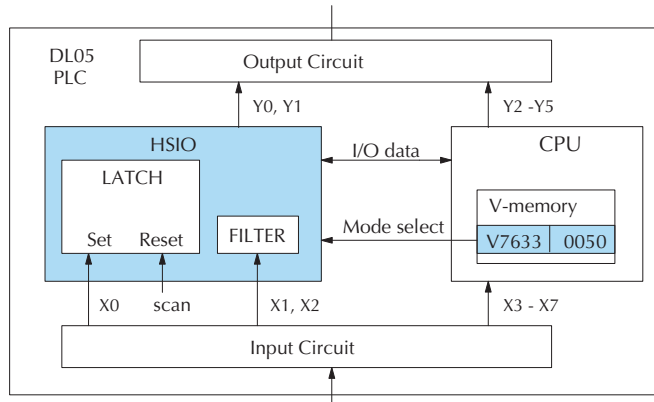 DL05
PLC
Output Circuit
Y0, Y1
Y2 -Y5
HSIO
I/O data
CPU
LATCH
Set Reset
FILTER
Mode select
V-memory
V7633 0050
X0
scan
X1, X2
X3 - X7
Input Circuit